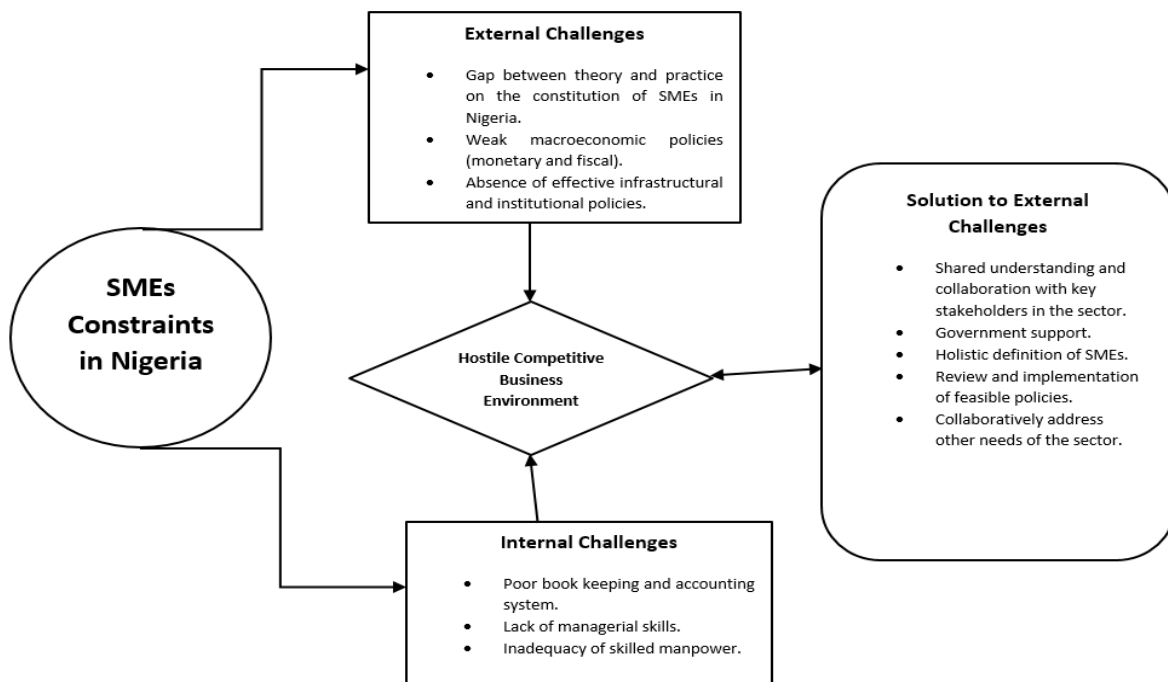 SMEs
Constraints
in Nigeria
External Challenges
• Gap between theory and practice
on the constitution of SMEs in
Nigeria.
• Weak macroeconomic policies
(monetary and fiscal).
• Absence of effective infrastructural
and institutional policies.
Hostile Competitive
Business
Environment
Internal Challenges
• Poor book keeping and accounting
system.
• Lack of managerial skills.
• Inadequacy of skilled manpower.
Solution to External
Challenges
• Shared understanding and
collaboration with key
stakeholders in the sector.
• Government support.
• Holistic definition of SMEs.
• Review and implementation
of feasible policies.
• Collaboratively address
other needs of the sector.